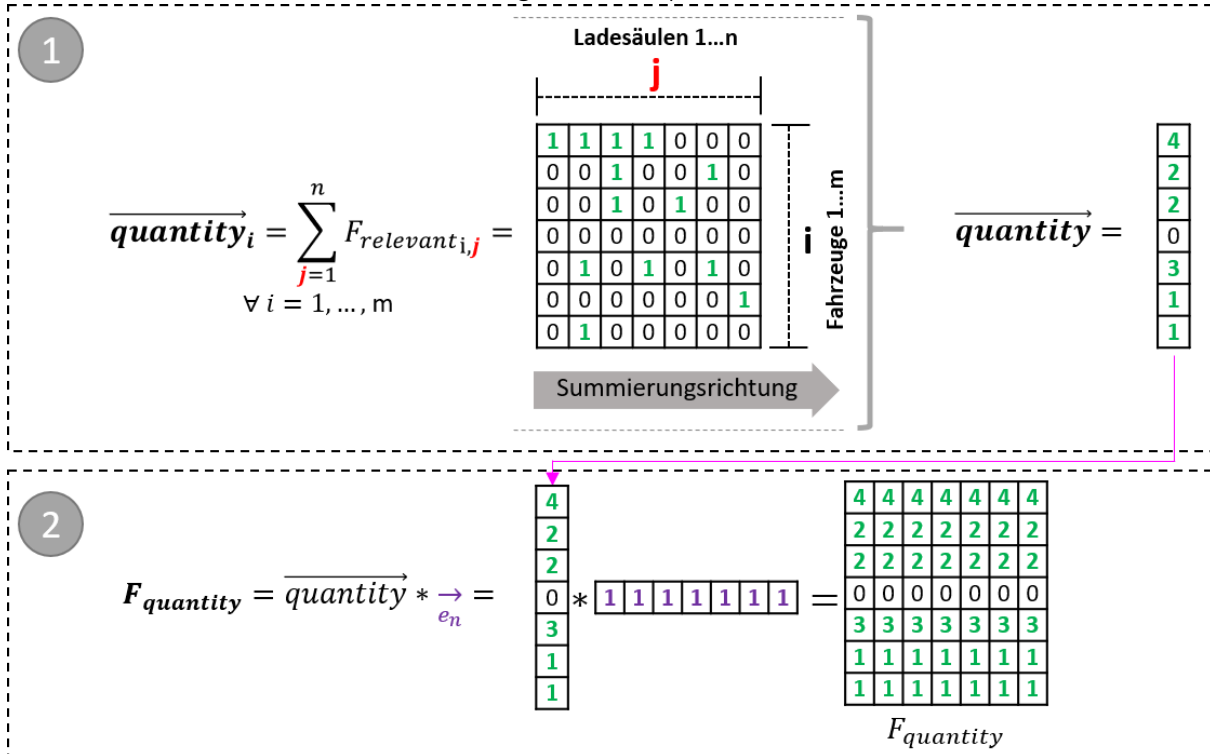 1
Ladesäulen 1...n
j
1 1 1 1 0 0 0
0 0 1 0 0 1 0
0 0 1 0 1 0 0
0 0 0 0 0 0 0
0 1 0 1 0 1 0
0 0 0 0 0 0 1
0 1 0 0 0 0 0
i
Fahrzeuge 1...m
quantity_i = ∑_{j=1}^{n} F_{relevant_{i,j}} =
∀ i = 1, ..., m
Summierungsrichtung
quantity =
4
2
2
0
3
1
1
2
F_{quantity} = quantity * e_n =
4
2
2
0
3
1
1
* 1 1 1 1 1 1 1 =
4 4 4 4 4 4 4
2 2 2 2 2 2 2
2 2 2 2 2 2 2
0 0 0 0 0 0 0
3 3 3 3 3 3 3
1 1 1 1 1 1 1
1 1 1 1 1 1 1
F_{quantity}